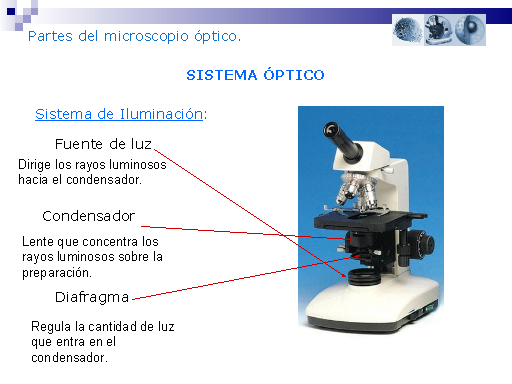 Partes del microscopio óptico.
SISTEMA ÓPTICO
Sistema de Iluminación:
Fuente de luz
Dirige los rayos luminosos
hacia el condensador.
Condensador
Lente que concentra los
rayos luminosos sobre la
preparación.
Diafragma
Regula la cantidad de luz
que entra en el
condensador.